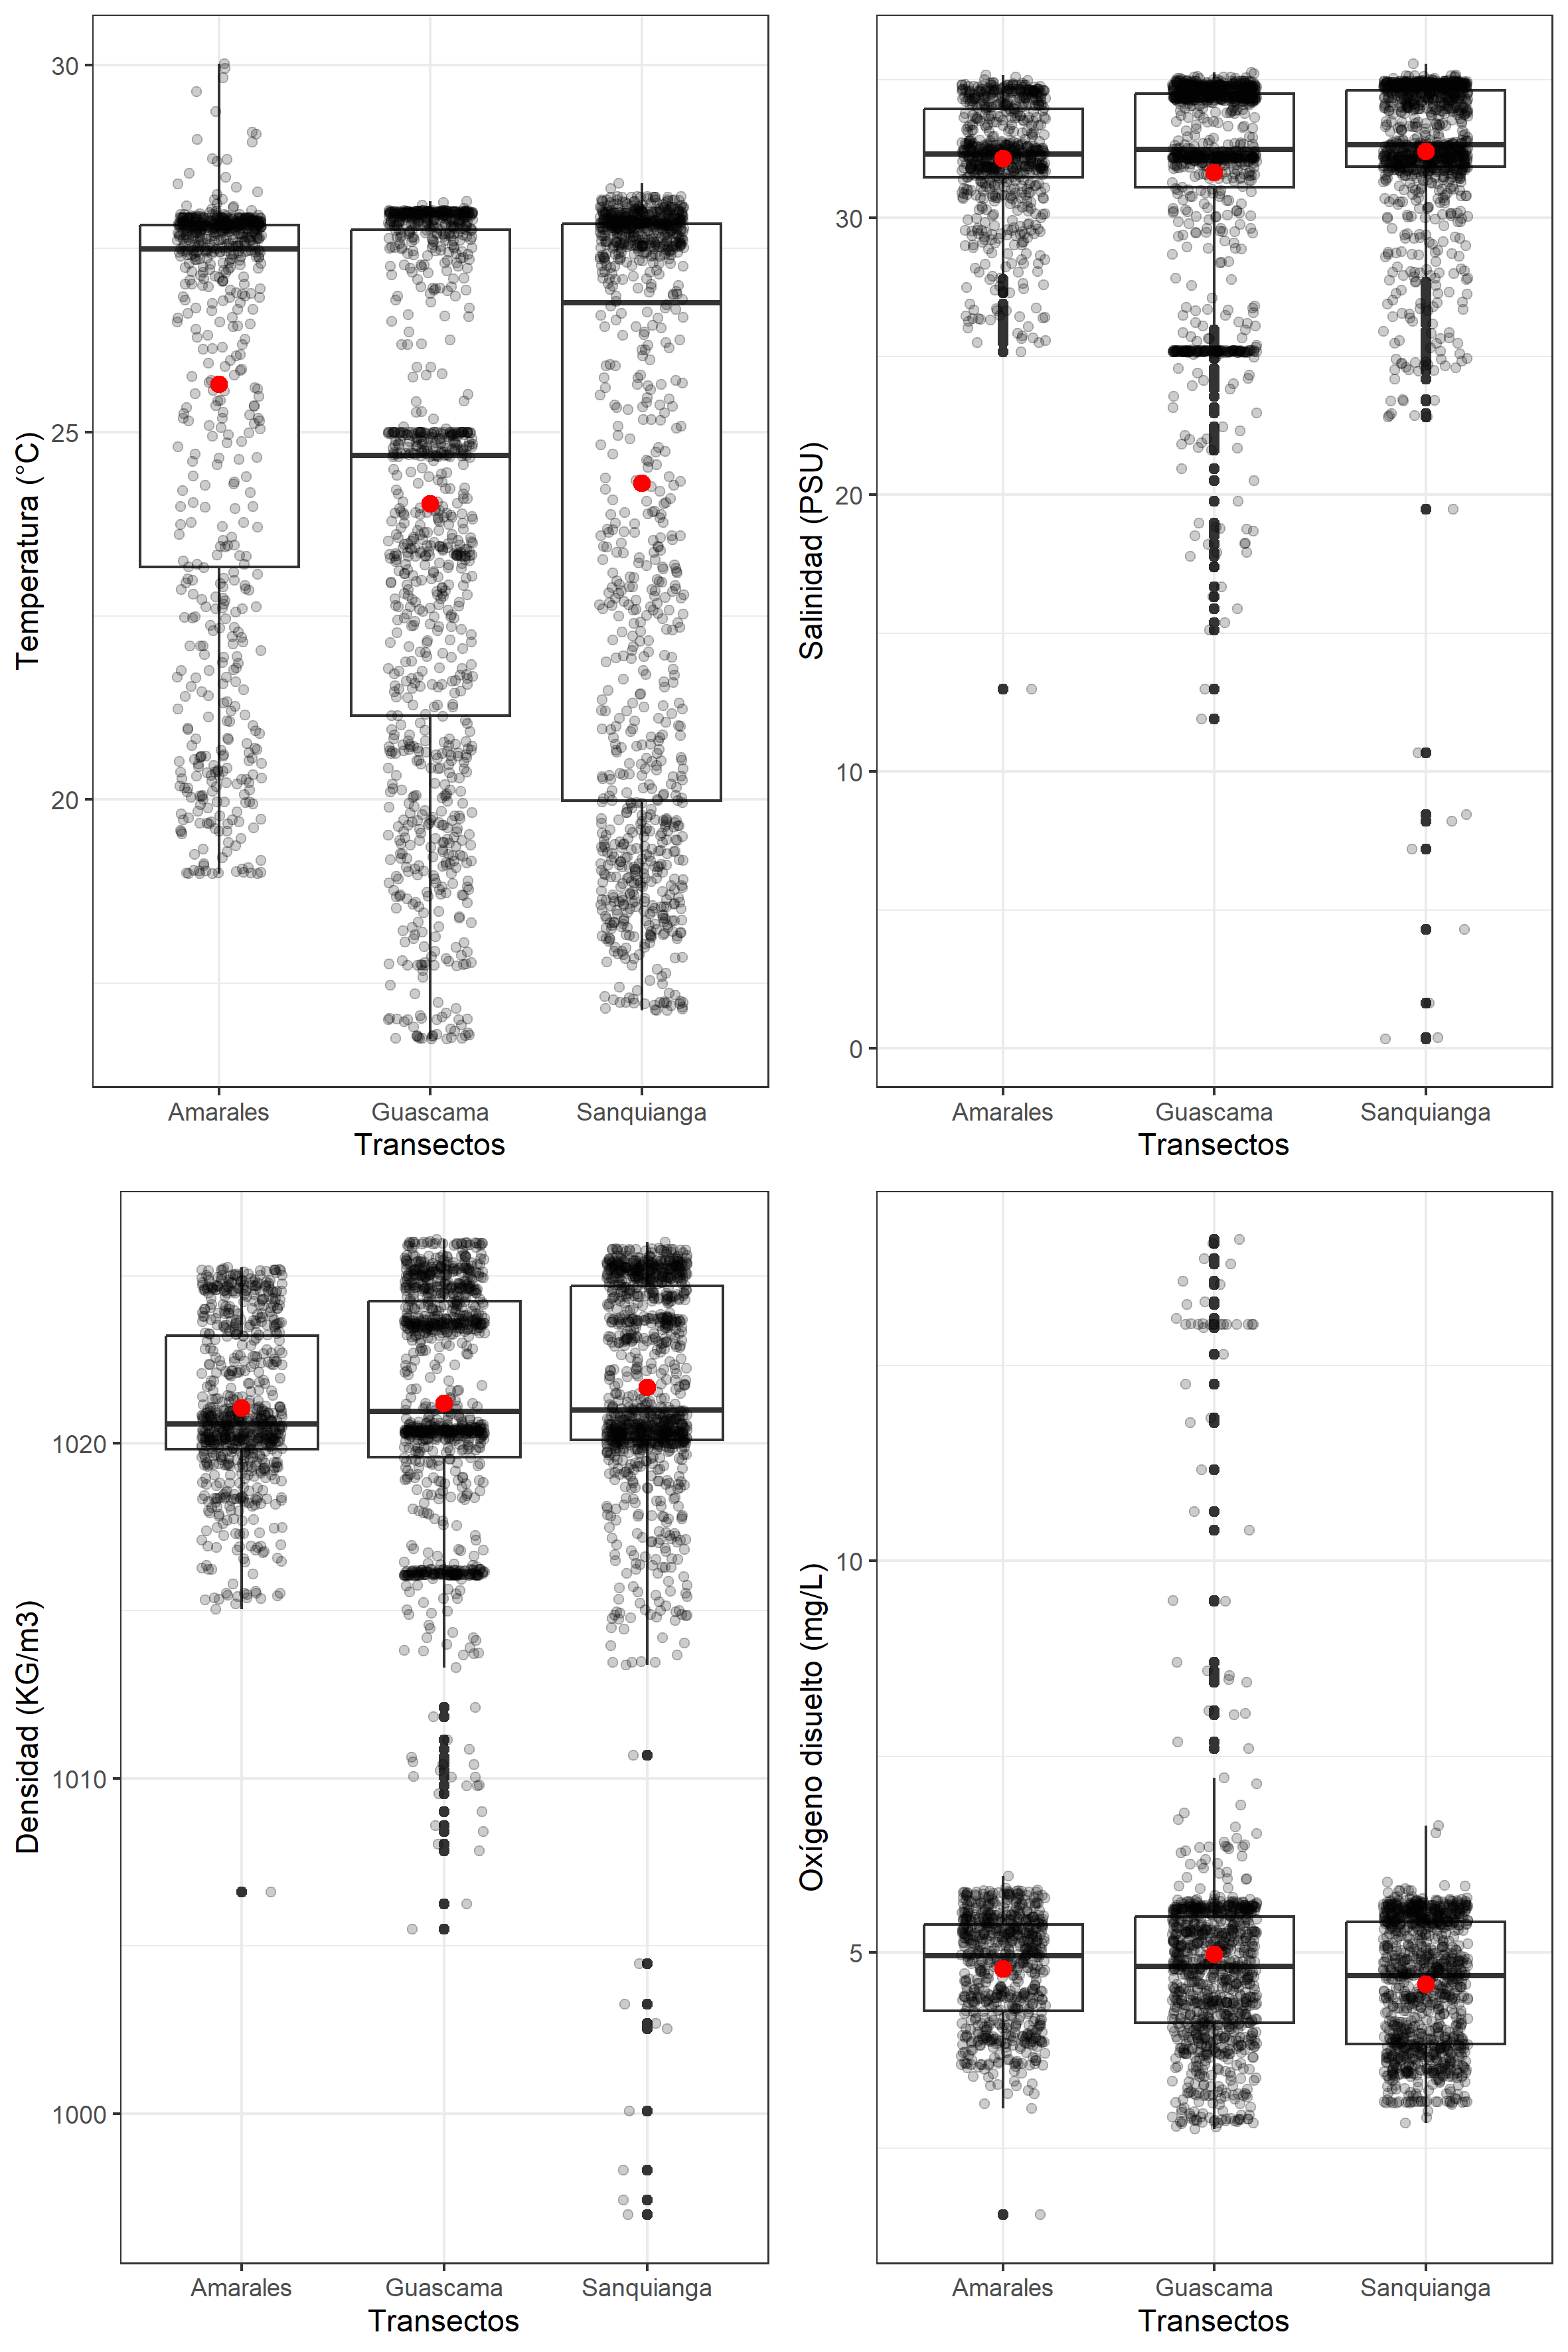 Temperatura (°C)
30
25
20
Amarales Guascama Sanquianga
Transectos
Salinidad (PSU)
30
20
10
0
Amarales Guascama Sanquianga
Transectos
Densidad (KG/m3)
1020
1010
1000
Amarales Guascama Sanquianga
Transectos
Oxígeno disuelto (mg/L)
10
5
Amarales Guascama Sanquianga
Transectos